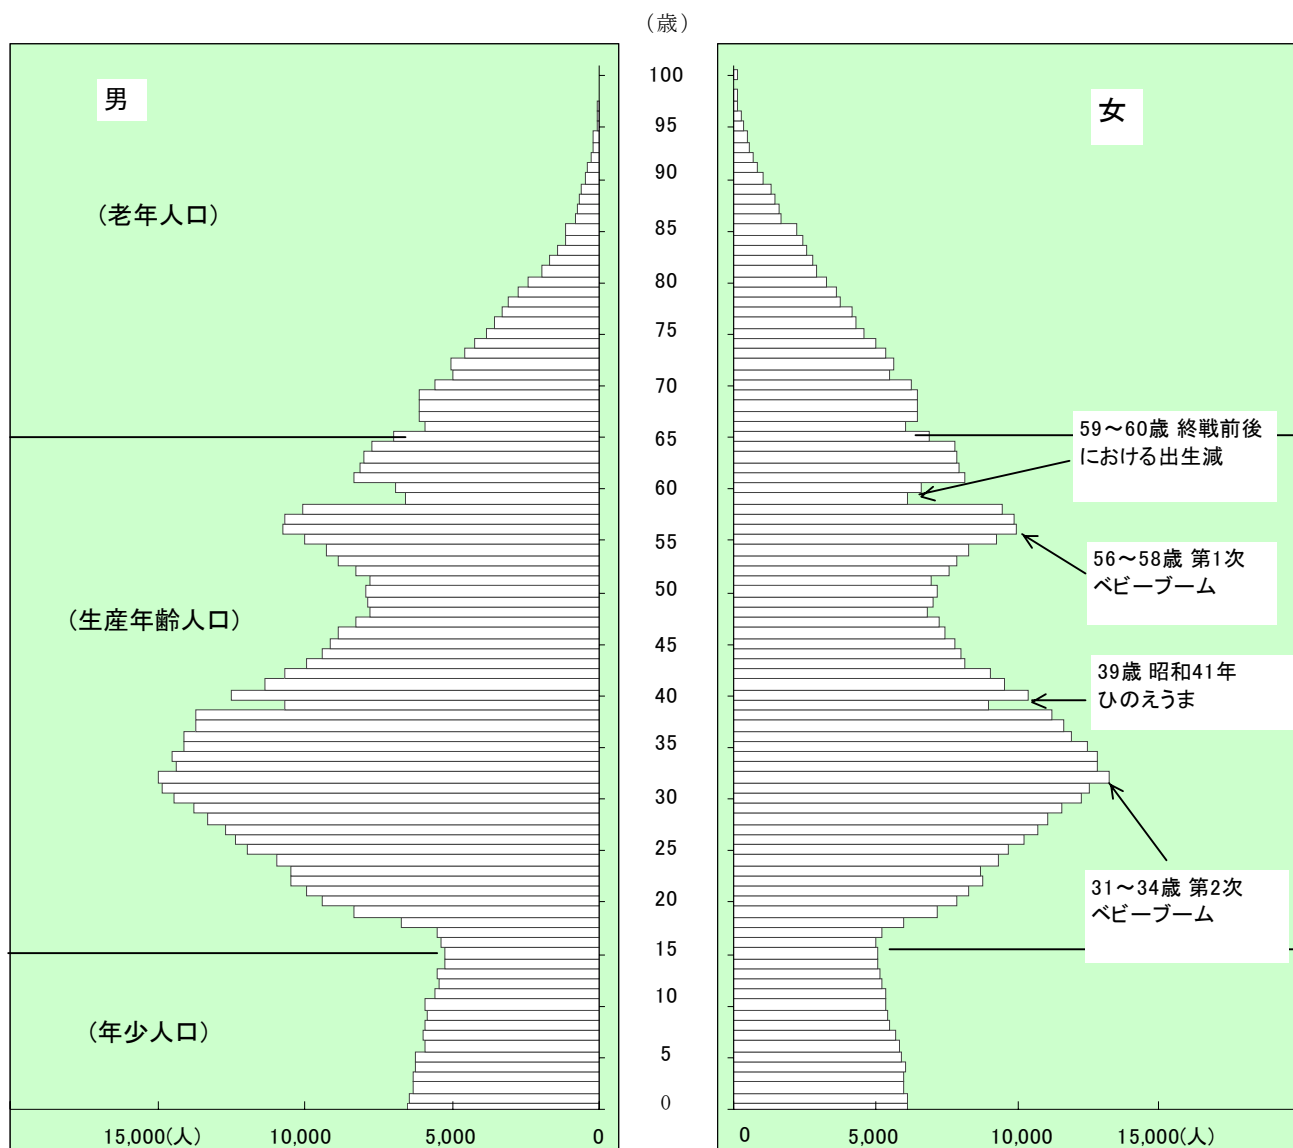 (歳)
男
(老年人口)
(生産年齢人口)
(年少人口)
15,000(人)
10,000
5,000
0
100
95
90
85
80
75
70
65
60
55
50
45
40
35
30
25
20
15
10
5
0
女
59～60歳 終戦前後
における出生減
56～58歳 第1次
ベビーブーム
39歳 昭和41年
ひのえうま
31～34歳 第2次
ベビーブーム
0
5,000
10,000
15,000(人)